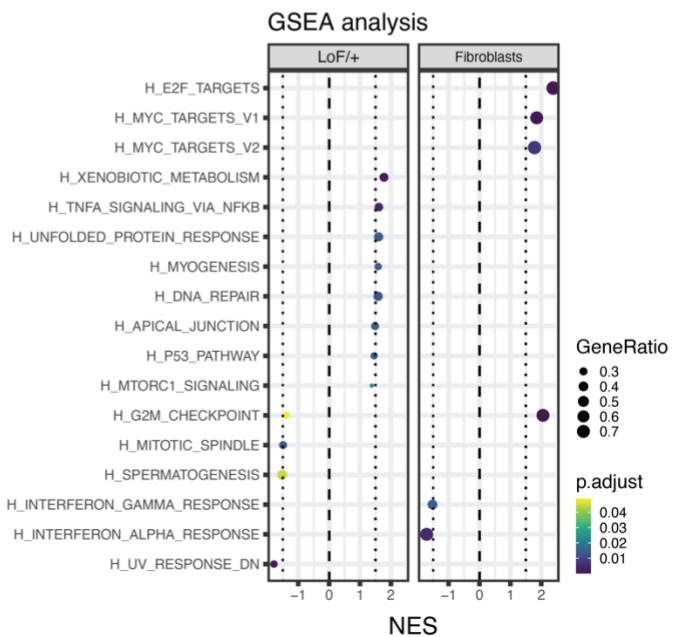 GSEA analysis
LoF/+ Fibroblasts
H_E2F_TARGETS
H_MYC_TARGETS_V1
H_MYC_TARGETS_V2
H_XENOBIOTIC_METABOLISM
H_TNFA_SIGNALING_VIA_NFKB
H_UNFOLDED_PROTEIN_RESPONSE
H_MYOGENESIS
H_DNA_REPAIR
H_APICAL_JUNCTION
H_P53_PATHWAY
H_MTORC1_SIGNALING
H_G2M_CHECKPOINT
H_MITOTIC_SPINDLE
H_SPERMATOGENESIS
H_INTERFERON_GAMMA_RESPONSE
H_INTERFERON_ALPHA_RESPONSE
H_UV_RESPONSE_DN
−1 0 1 2 −1 0 1 2
NES
GeneRatio
0.3
0.4
0.5
0.6
0.7
p.adjust
0.04
0.03
0.02
0.01